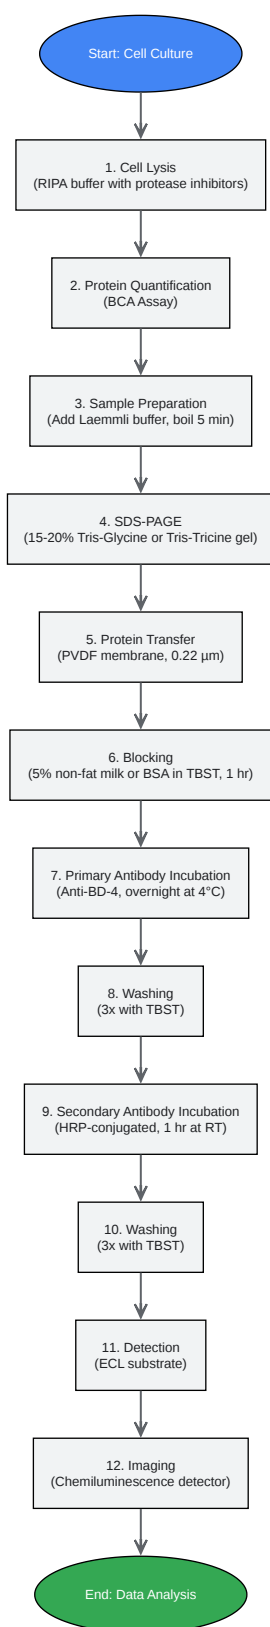 Start: Cell Culture
1. Cell Lysis
(RIPA buffer with protease inhibitors)
2. Protein Quantification
(BCA Assay)
3. Sample Preparation
(Add Laemmli buffer, boil 5 min)
4. SDS-PAGE
(15-20% Tris-Glycine or Tris-Tricine gel)
5. Protein Transfer
(PVDF membrane, 0.22 µm)
6. Blocking
(5% non-fat milk or BSA in TBST, 1 hr)
7. Primary Antibody Incubation
(Anti-BD-4, overnight at 4°C)
8. Washing
(3x with TBST)
9. Secondary Antibody Incubation
(HRP-conjugated, 1 hr at RT)
10. Washing
(3x with TBST)
11. Detection
(ECL substrate)
12. Imaging
(Chemiluminescence detector)
End: Data Analysis